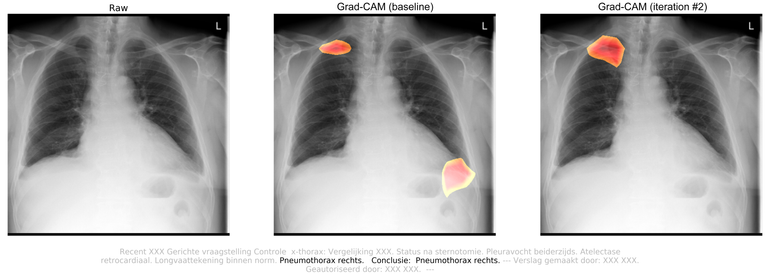 Raw
Grad-CAM (baseline)
Grad-CAM (iteration #2)
L
L
L
Recent XXX Gerichte vraagstelling Controle x-thorax: Vergelijking XXX. Status na sternotomie. Pleuravocht beiderzijds. Atelectase
retrocardiaal. Longvaattekening binnen norm. Pneumothorax rechts. Conclusie: Pneumothorax rechts. --- Verslag gemaakt door: XXX XXX.
Geautoriseerd door: XXX XXX. ---